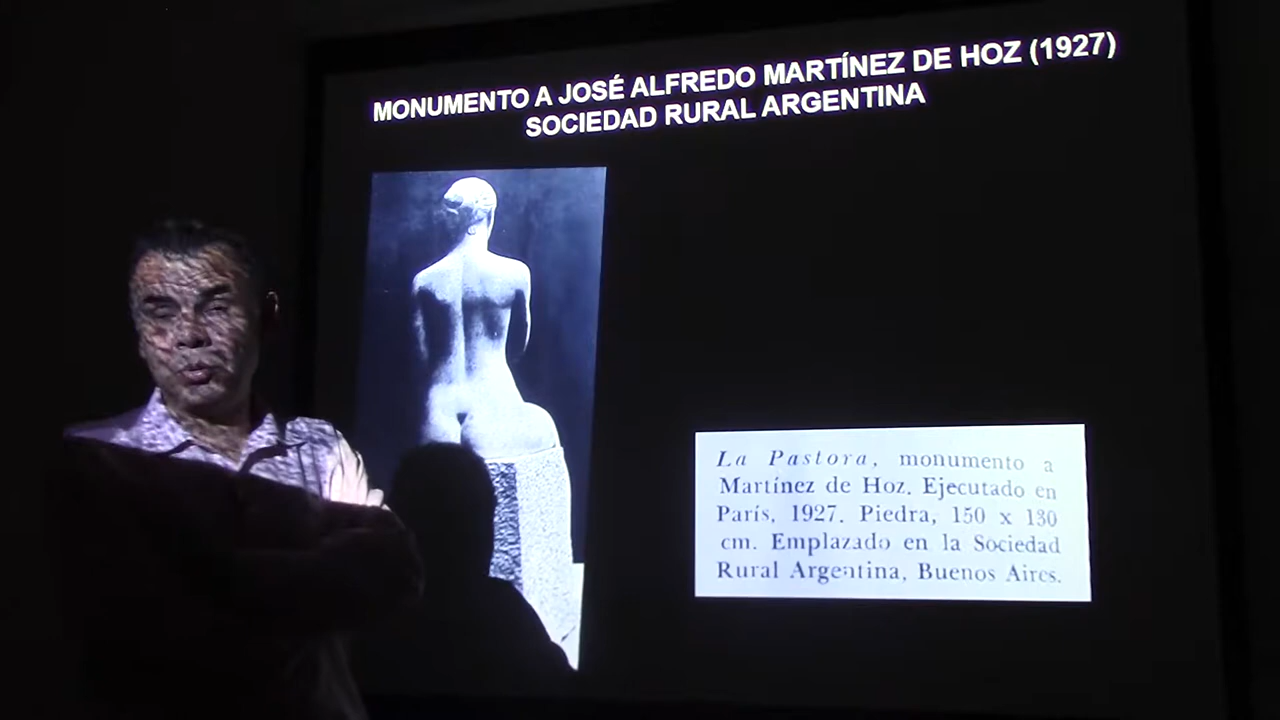 MONUMENTO A JOSÉ ALFREDO MARTÍNEZ DE HOZ (1927)
SOCIEDAD RURAL ARGENTINA
La Pastora, monumento a
Martínez de Hoz. Ejecutado en
París, 1927. Piedra, 150 x 130
cm. Emplazado en la Sociedad
Rural Argentina, Buenos Aires.